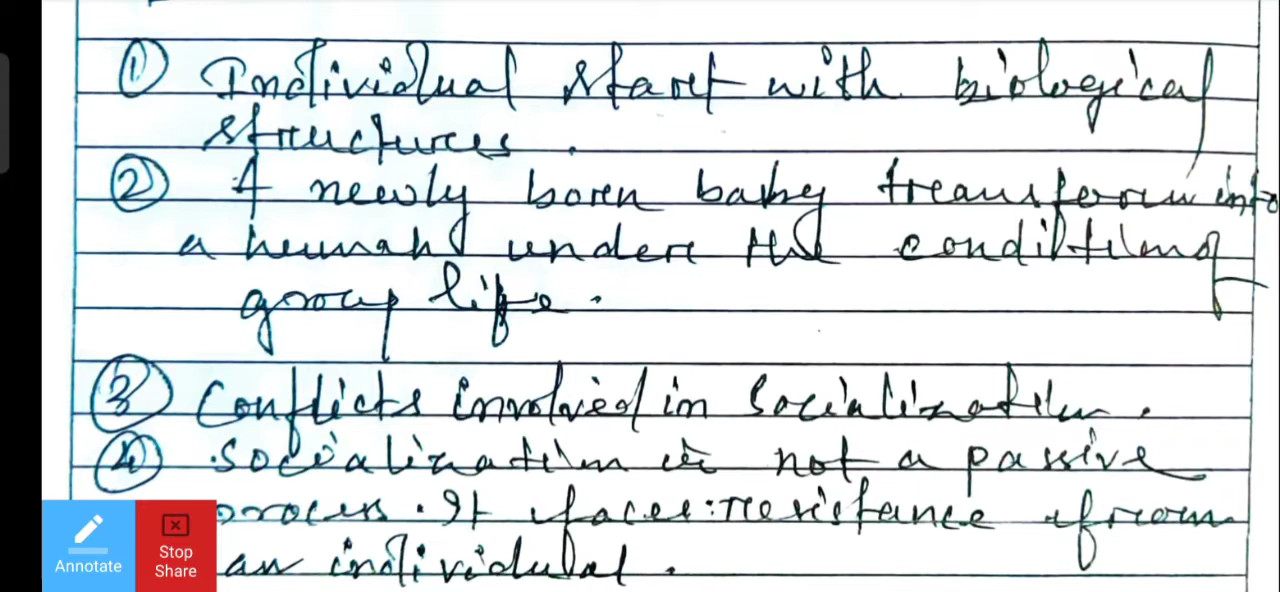 ① Individual start with biological
structures.
② A newly born baby transform into
a human under the condition of
group life.
③ Conflicts involved in Socialization.
④ Socialization is not a passive
process. It faces resistance from
an individual.
Annotate
Stop
Share